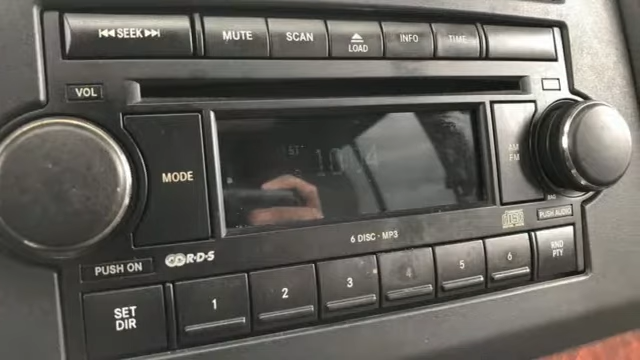 SEEK
MUTE
SCAN
LOAD
INFO
TIME
VOL
MODE
ST
AM
FM
6 DISC · MP3
PUSH AUDIO
PUSH ON
R·D·S
SET
DIR
1
2
3
4
5
6
RND
PTY